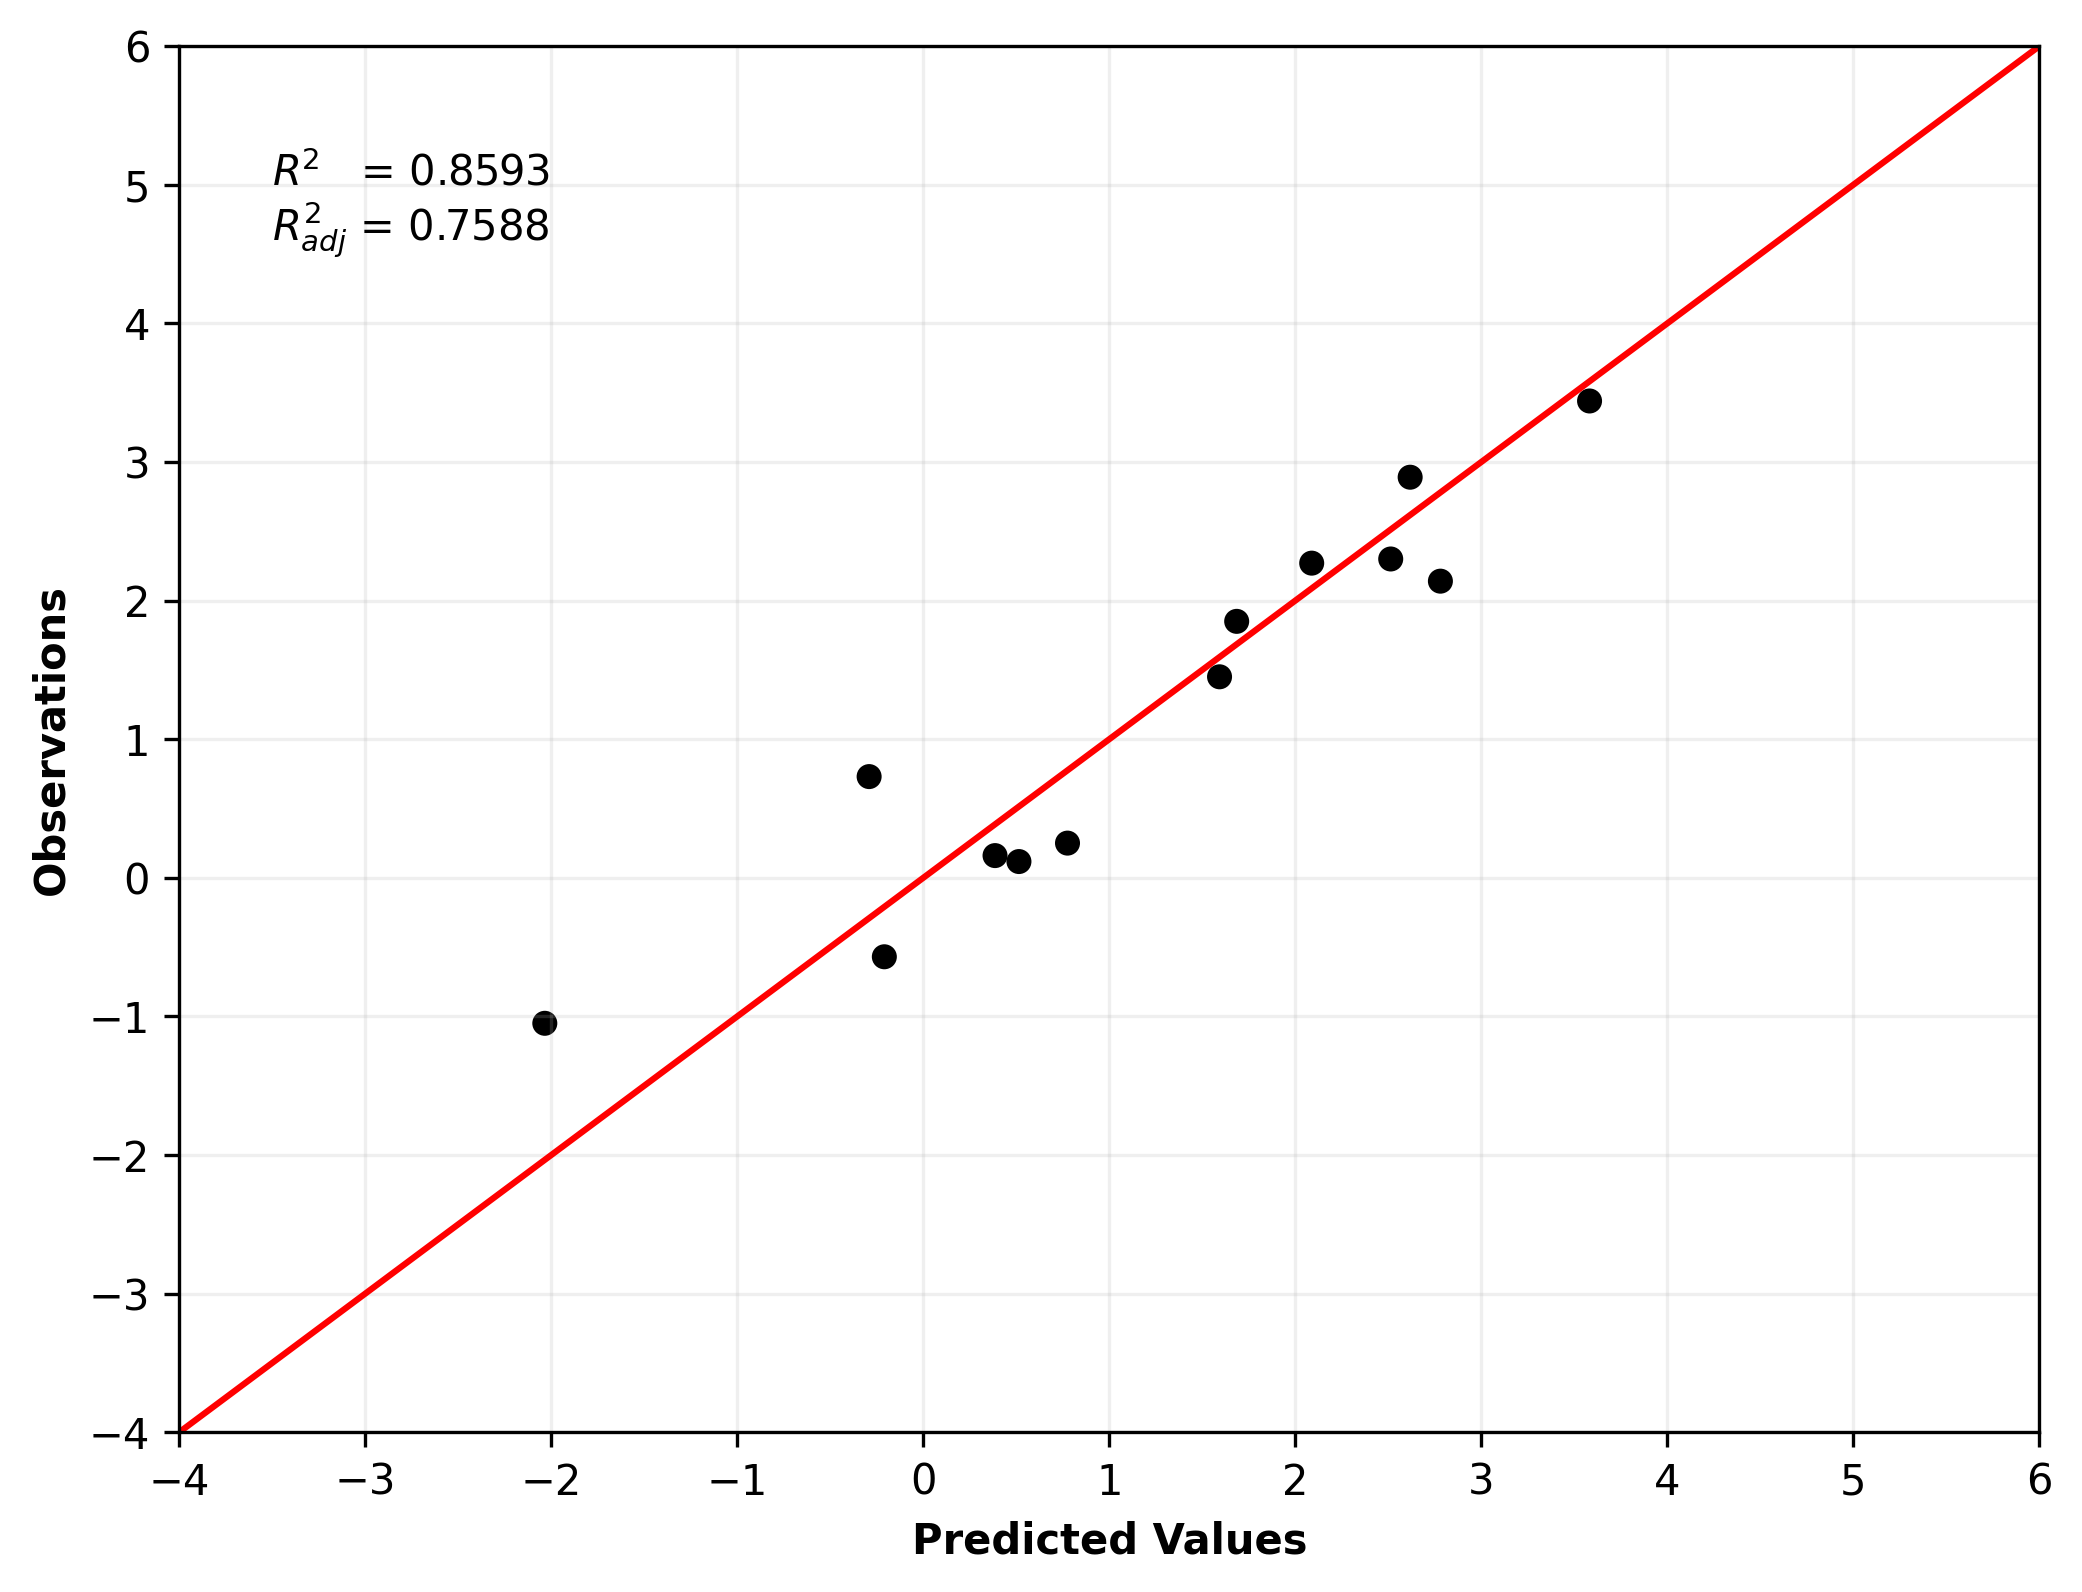 6
R² = 0.8593
5
R²adj = 0.7588
4
3
2
1
0
−1
−2
−3
−4
Observations
−4 −3 −2 −1 0 1 2 3 4 5 6
Predicted Values